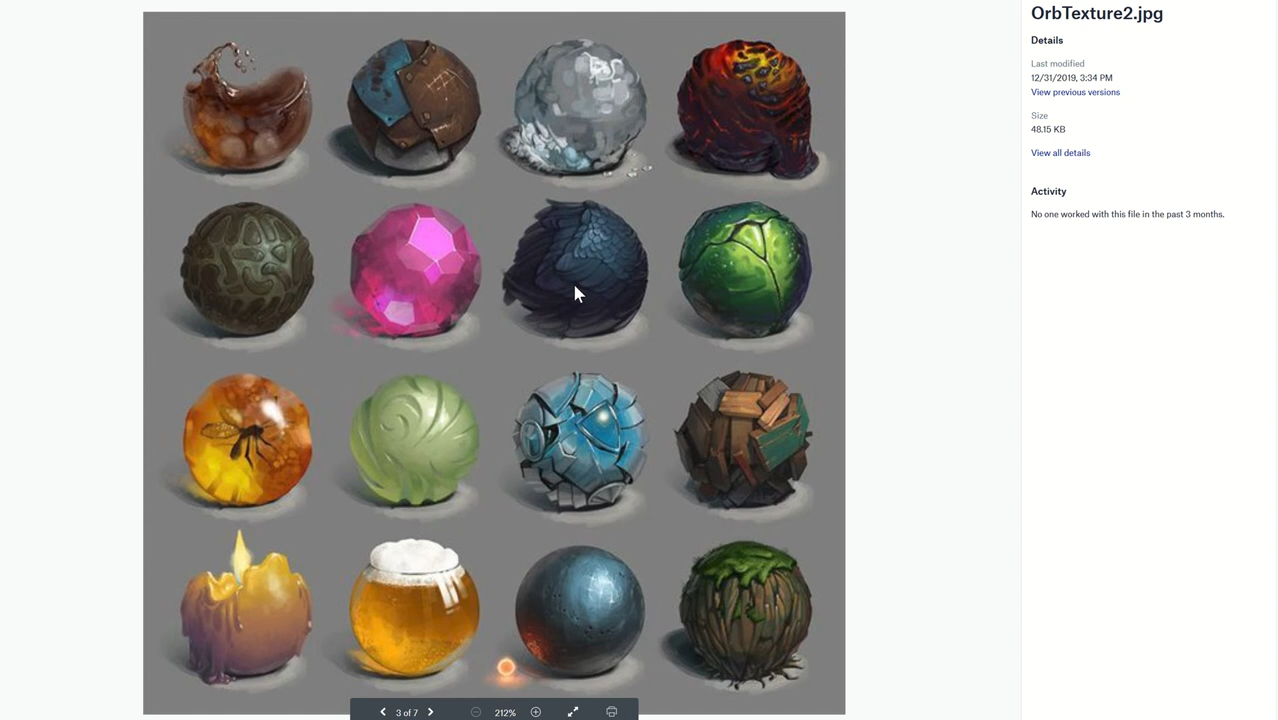 OrbTexture2.jpg
Details
Last modified
12/31/2019, 3:34 PM
View previous versions
Size
48.15 KB
View all details
Activity
No one worked with this file in the past 3 months.
3 of 7
212%